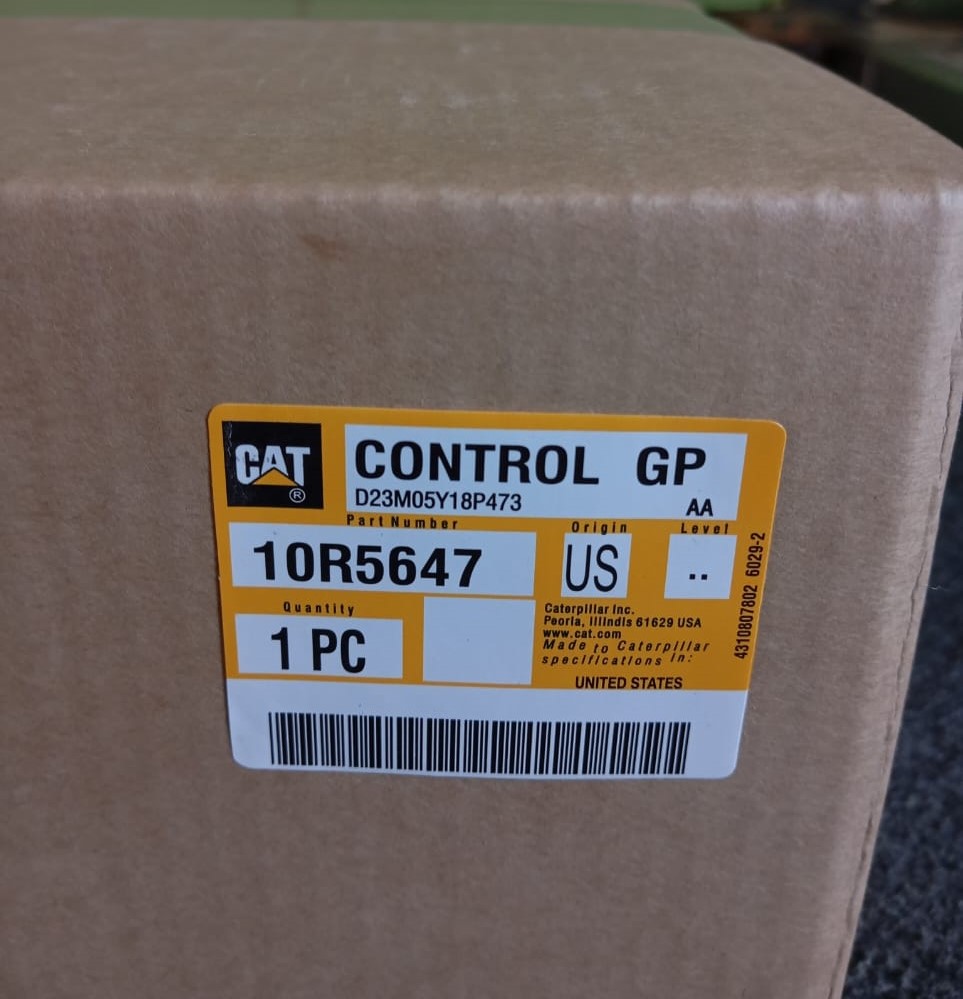 CAT ®
CONTROL GP
D23M05Y18P473
AA
Part Number
Origin
Level
10R5647
US
..
Quantity
1 PC
Caterpillar Inc.
Peoria, Illindis 61629 USA
www.cat.com
Made to Caterpillar
specifications in:
UNITED STATES
4310807802 6029-2